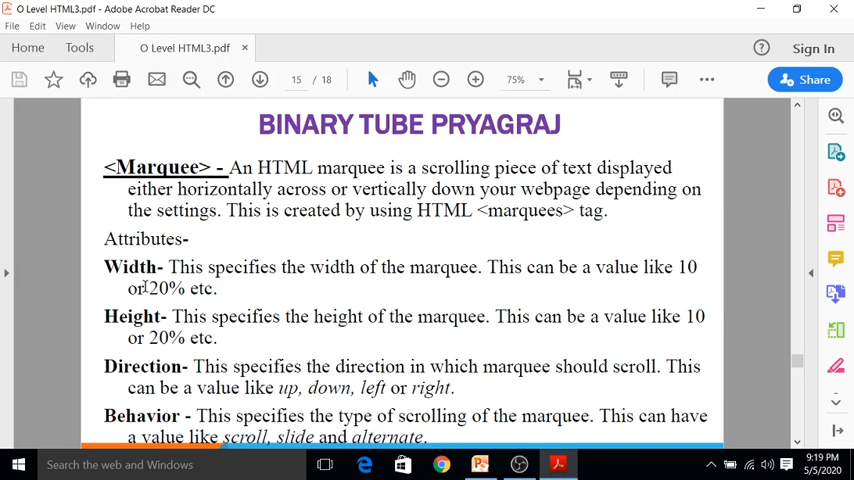 O Level HTML3.pdf - Adobe Acrobat Reader DC
File Edit View Window Help
Home Tools O Level HTML3.pdf × Sign In
15 / 18 75% Share
BINARY TUBE PRYAGRAJ
<Marquee> - An HTML marquee is a scrolling piece of text displayed
either horizontally across or vertically down your webpage depending on
the settings. This is created by using HTML <marquees> tag.
Attributes-
Width- This specifies the width of the marquee. This can be a value like 10
or 20% etc.
Height- This specifies the height of the marquee. This can be a value like 10
or 20% etc.
Direction- This specifies the direction in which marquee should scroll. This
can be a value like up, down, left or right.
Behavior - This specifies the type of scrolling of the marquee. This can have
a value like scroll, slide and alternate.
Search the web and Windows
9:19 PM
5/5/2020